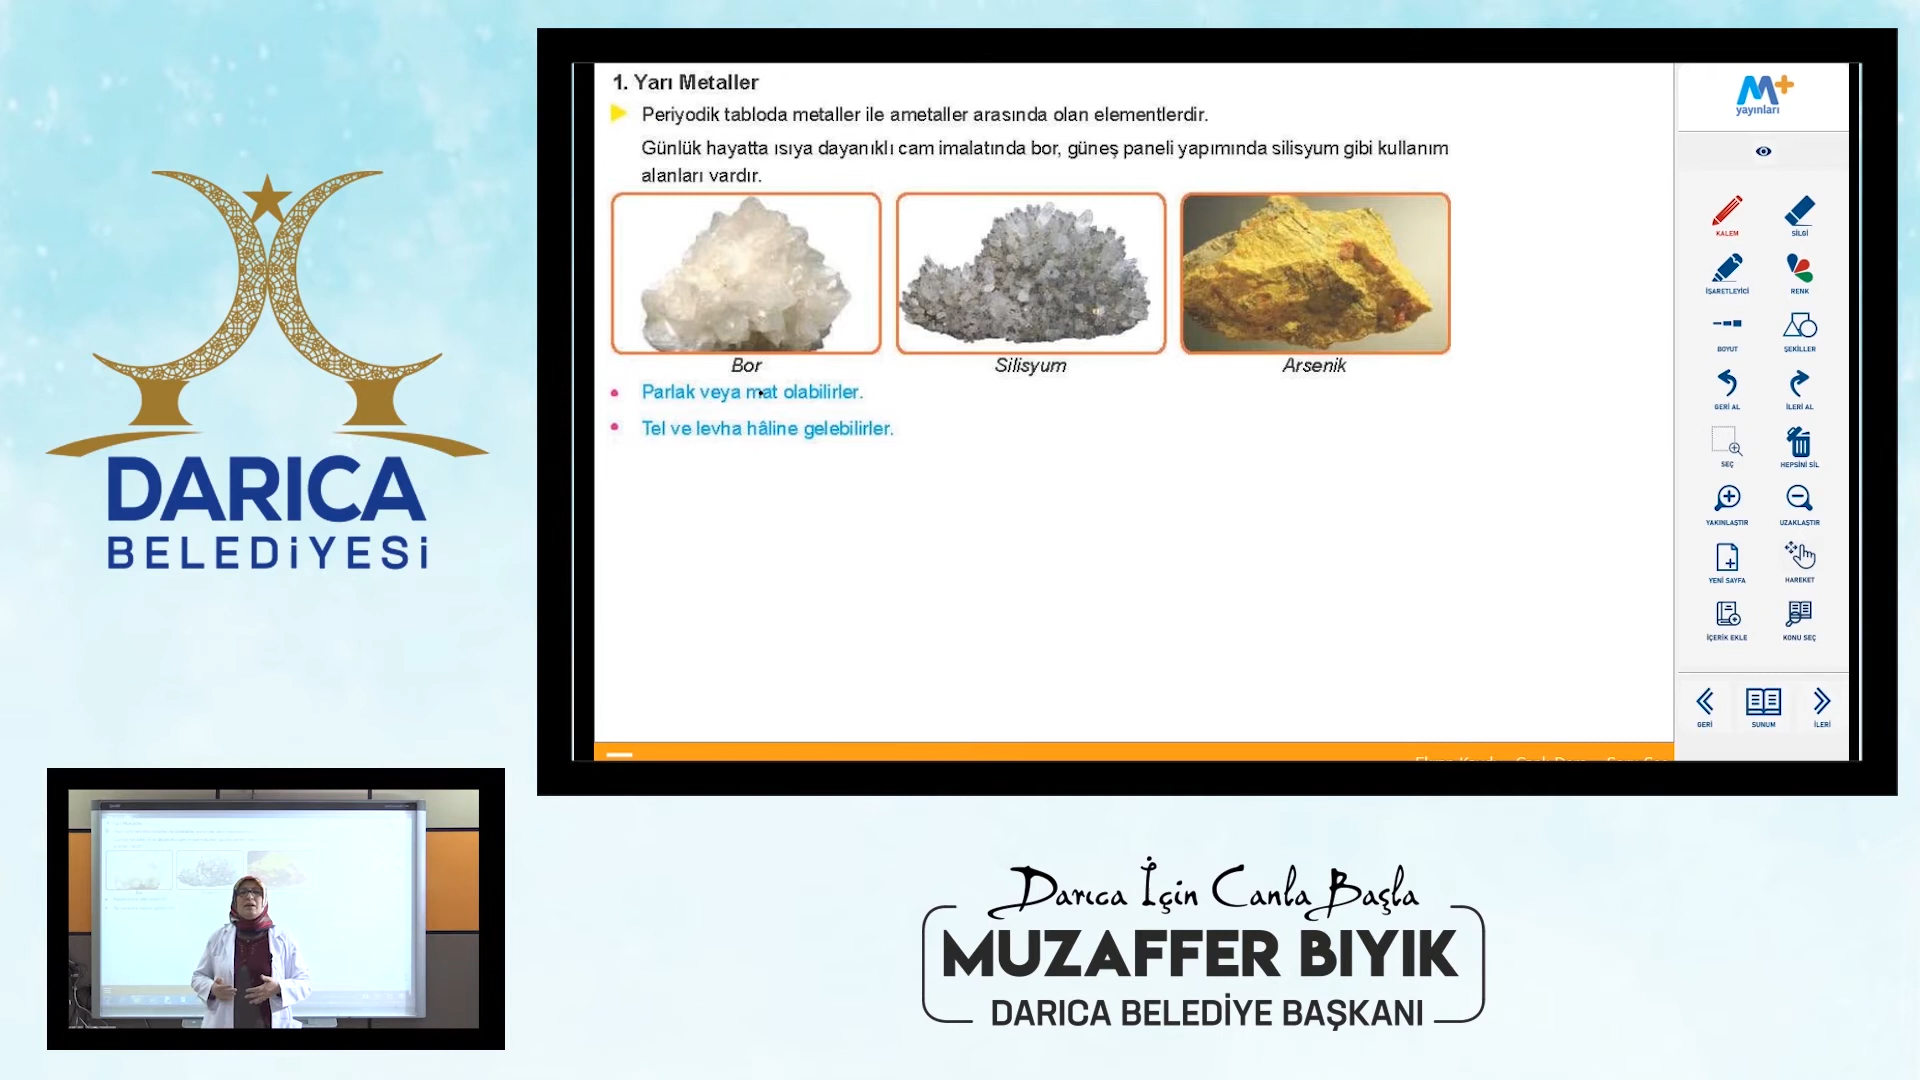 DARICA
BELEDİYESİ
1. Yarı Metaller
Periyodik tabloda metaller ile ametaller arasında olan elementlerdir.
Günlük hayatta ısıya dayanıklı cam imalatında bor, güneş paneli yapımında silisyum gibi kullanım
alanları vardır.
Bor
Silisyum
Arsenik
Parlak veya mat olabilirler.
Tel ve levha hâline gelebilirler.
M+
yayınları
KALEM
SİLGİ
İŞARETLEYİCİ
RENK
BOYUT
ŞEKİLLER
GERİ AL
İLERİ AL
SEÇ
HEPSİNİ SİL
YAKINLAŞTIR
UZAKLAŞTIR
YENİ SAYFA
HAREKET
İÇERİK EKLE
KONU SEÇ
GERİ
SUNUM
İLERİ
Darıca İçin Canla Başla
MUZAFFER BIYIK
DARICA BELEDİYE BAŞKANI